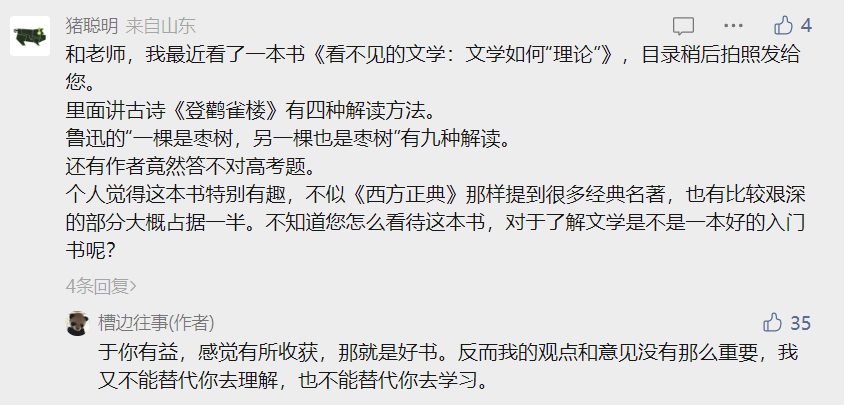 猪聪明 来自山东
4
和老师，我最近看了一本书《看不见的文学：文学如何“理论”》，目录稍后拍照发给
您。
里面讲古诗《登鹳雀楼》有四种解读方法。
鲁迅的“一棵是枣树，另一棵也是枣树”有九种解读。
还有作者竟然答不对高考题。
个人觉得这本书特别有趣，不似《西方正典》那样提到很多经典名著，也有比较艰深
的部分大概占据一半。不知道您怎么看待这本书，对于了解文学是不是一本好的入门
书呢？
4条回复>
槽边往事(作者)
35
于你有益，感觉有所收获，那就是好书。反而我的观点和意见没有那么重要，我
又不能替代你去理解，也不能替代你去学习。